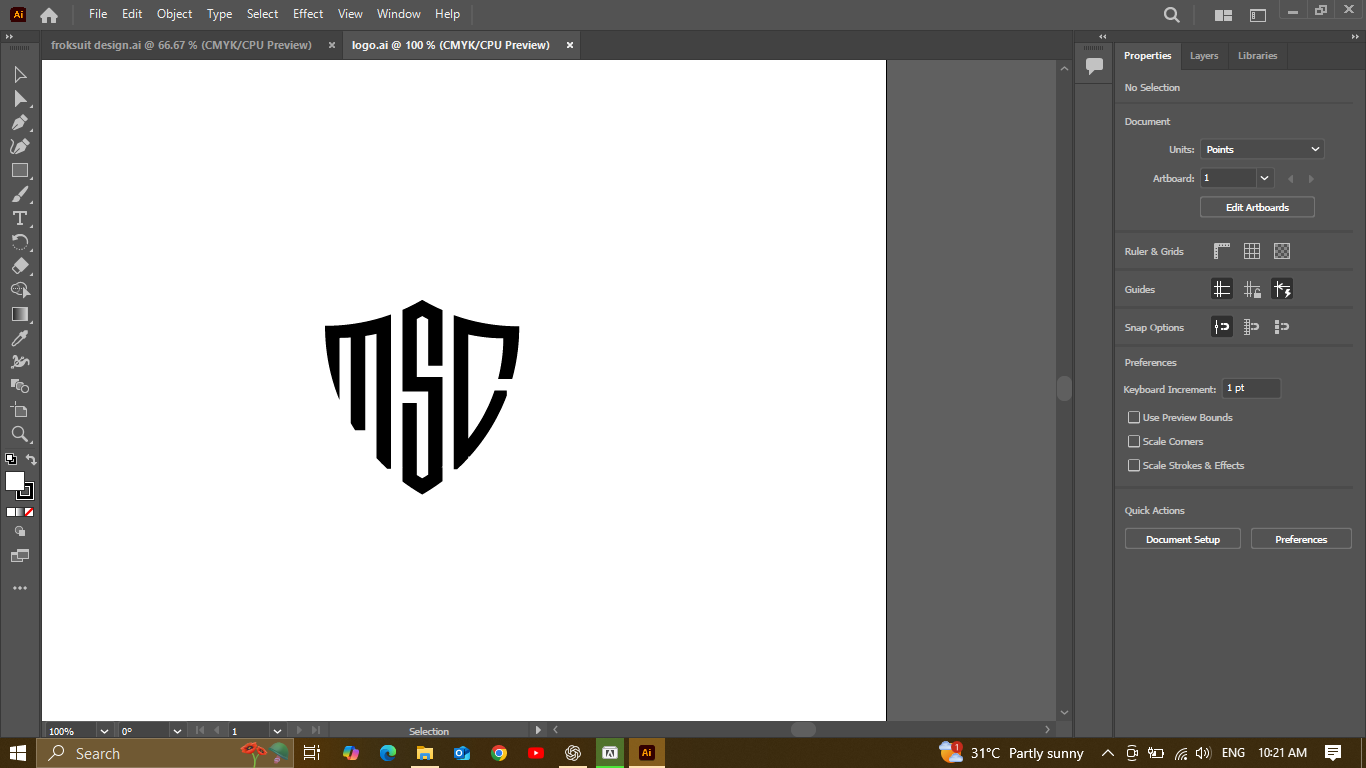 Ai File Edit Object Type Select Effect View Window Help
froksuit design.ai @ 66.67 % (CMYK/CPU Preview) × logo.ai @ 100 % (CMYK/CPU Preview) ×
Properties Layers Libraries
No Selection
Document
Units: Points
Artboard: 1
Edit Artboards
Ruler & Grids
Guides
Snap Options
Preferences
Keyboard Increment: 1 pt
Use Preview Bounds
Scale Corners
Scale Strokes & Effects
Quick Actions
Document Setup Preferences
MSC
100% 0° 1 Selection
Search Ai 1 31°C Partly sunny ENG 10:21 AM